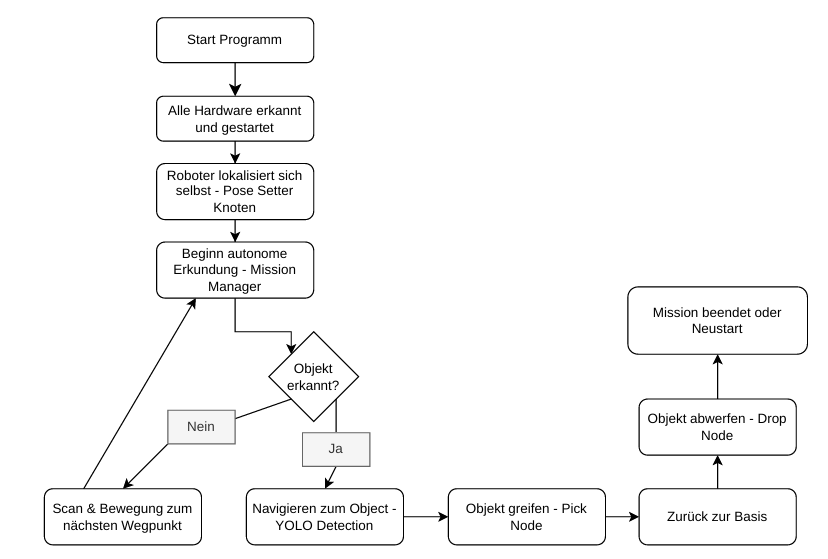 Start Programm
Alle Hardware erkannt
und gestartet
Roboter lokalisiert sich
selbst - Pose Setter
Knoten
Beginn autonome
Erkundung - Mission
Manager
Objekt
erkannt?
Nein
Ja
Scan & Bewegung zum
nächsten Wegpunkt
Navigieren zum Object -
YOLO Detection
Objekt greifen - Pick
Node
Zurück zur Basis
Objekt abwerfen - Drop
Node
Mission beendet oder
Neustart